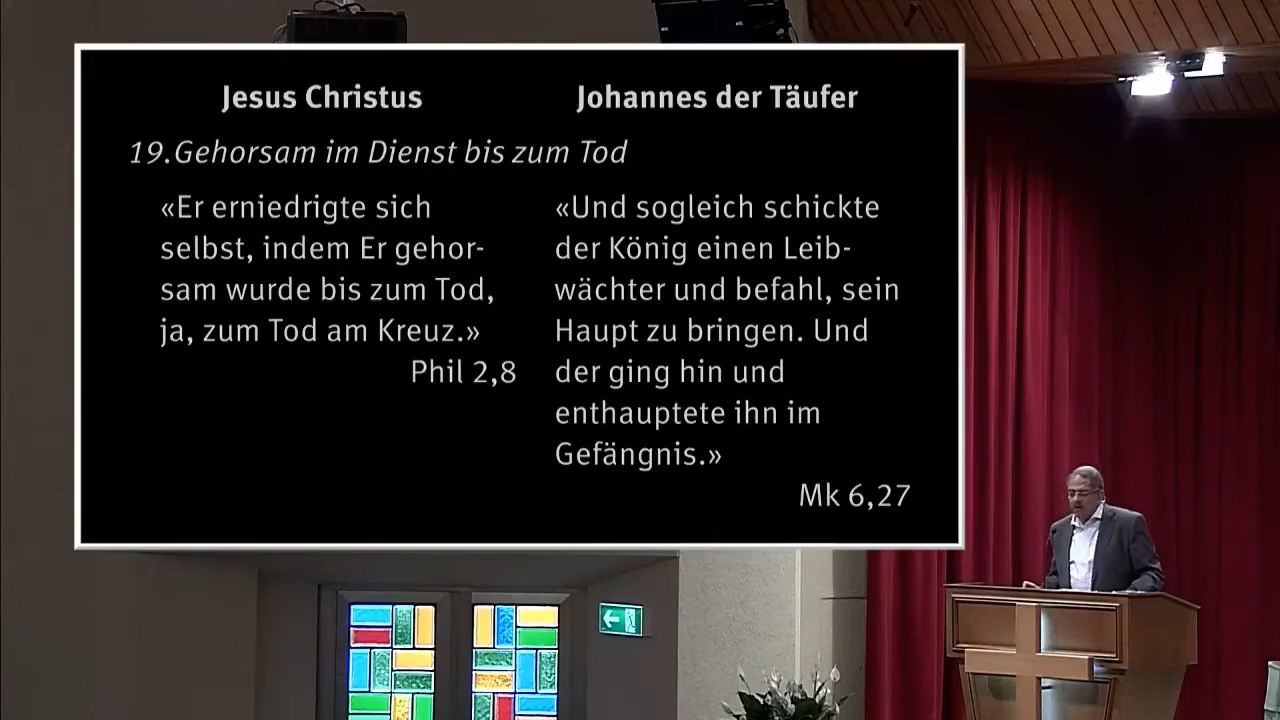 Jesus Christus
Johannes der Täufer
19.Gehorsam im Dienst bis zum Tod
«Er erniedrigte sich
selbst, indem Er gehor-
sam wurde bis zum Tod,
ja, zum Tod am Kreuz.»
Phil 2,8
«Und sogleich schickte
der König einen Leib-
wächter und befahl, sein
Haupt zu bringen. Und
der ging hin und
enthauptete ihn im
Gefängnis.»
Mk 6,27